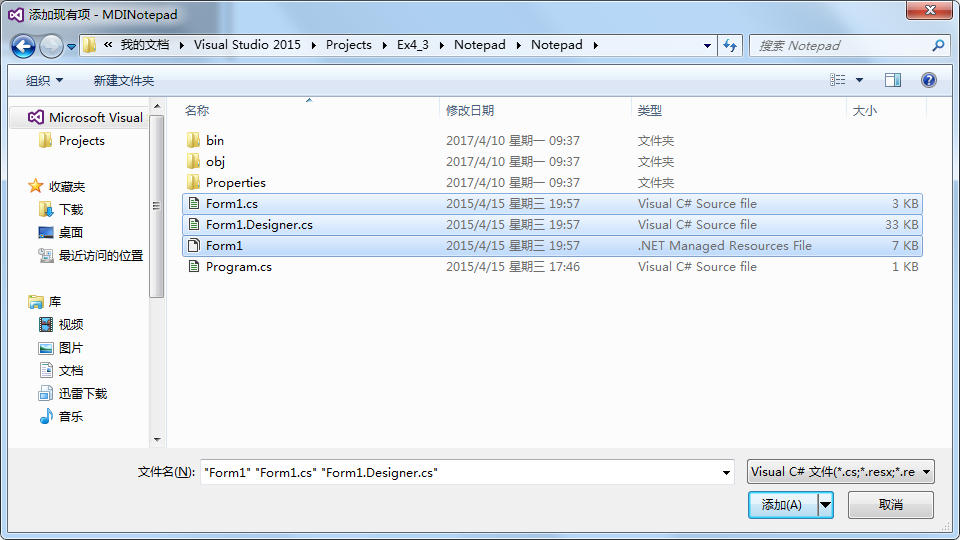 添加现有项 - MDINotepad
« 我的文档 Visual Studio 2015 Projects Ex4_3 Notepad Notepad 搜索 Notepad
组织 新建文件夹
Microsoft Visual
Projects
收藏夹
下载
桌面
最近访问的位置
库
视频
图片
文档
迅雷下载
音乐
名称 修改日期 类型 大小
bin 2017/4/10 星期一 09:37 文件夹
obj 2017/4/10 星期一 09:37 文件夹
Properties 2017/4/10 星期一 09:37 文件夹
Form1.cs 2015/4/15 星期三 19:57 Visual C# Source file 3 KB
Form1.Designer.cs 2015/4/15 星期三 19:57 Visual C# Source file 33 KB
Form1 2015/4/15 星期三 19:57 .NET Managed Resources File 7 KB
Program.cs 2015/4/15 星期三 17:46 Visual C# Source file 1 KB
文件名(N): "Form1" "Form1.cs" "Form1.Designer.cs" Visual C# 文件(*.cs;*.resx;*.re
添加(A) 取消